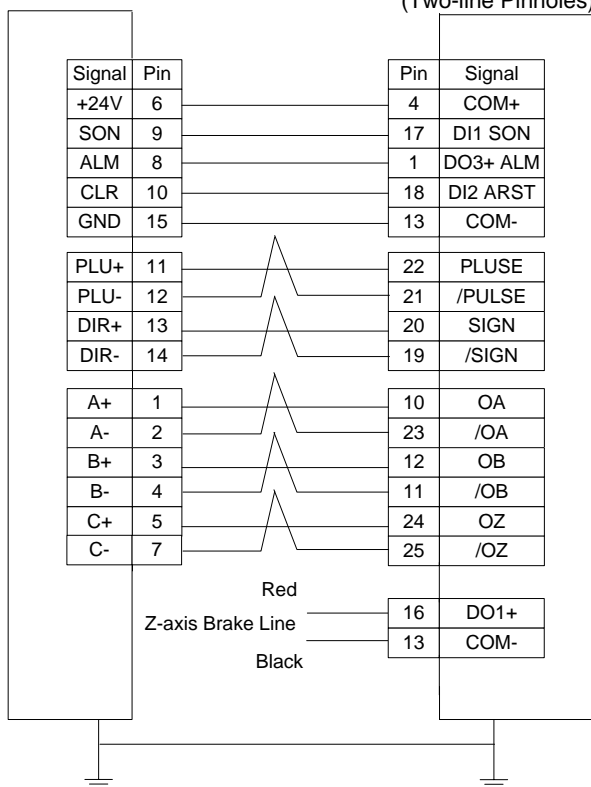 (Two-line Pinholes)
Signal Pin Pin Signal
+24V 6 4 COM+
SON 9 17 DI1 SON
ALM 8 1 DO3+ ALM
CLR 10 18 DI2 ARST
GND 15 13 COM-
PLU+ 11 22 PLUSE
PLU- 12 21 /PULSE
DIR+ 13 20 SIGN
DIR- 14 19 /SIGN
A+ 1 10 OA
A- 2 23 /OA
B+ 3 12 OB
B- 4 11 /OB
C+ 5 24 OZ
C- 7 25 /OZ
Red
Z-axis Brake Line 16 DO1+
13 COM-
Black